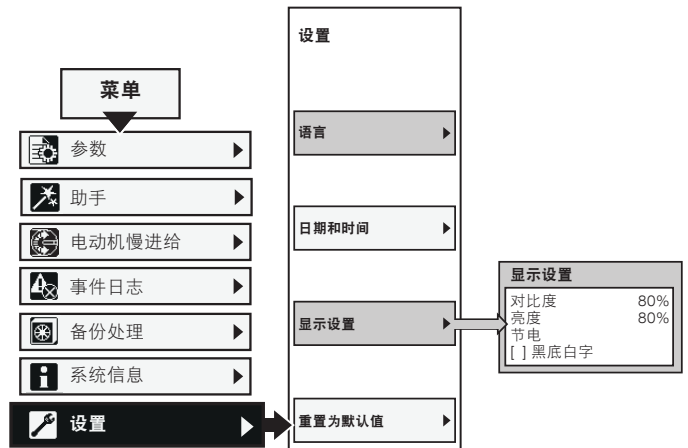 菜单
参数
助手
电动机慢进给
事件日志
备份处理
系统信息
设置
设置
语言
日期和时间
显示设置
重置为默认值
显示设置
对比度 80%
亮度 80%
节电
[ ] 黑底白字